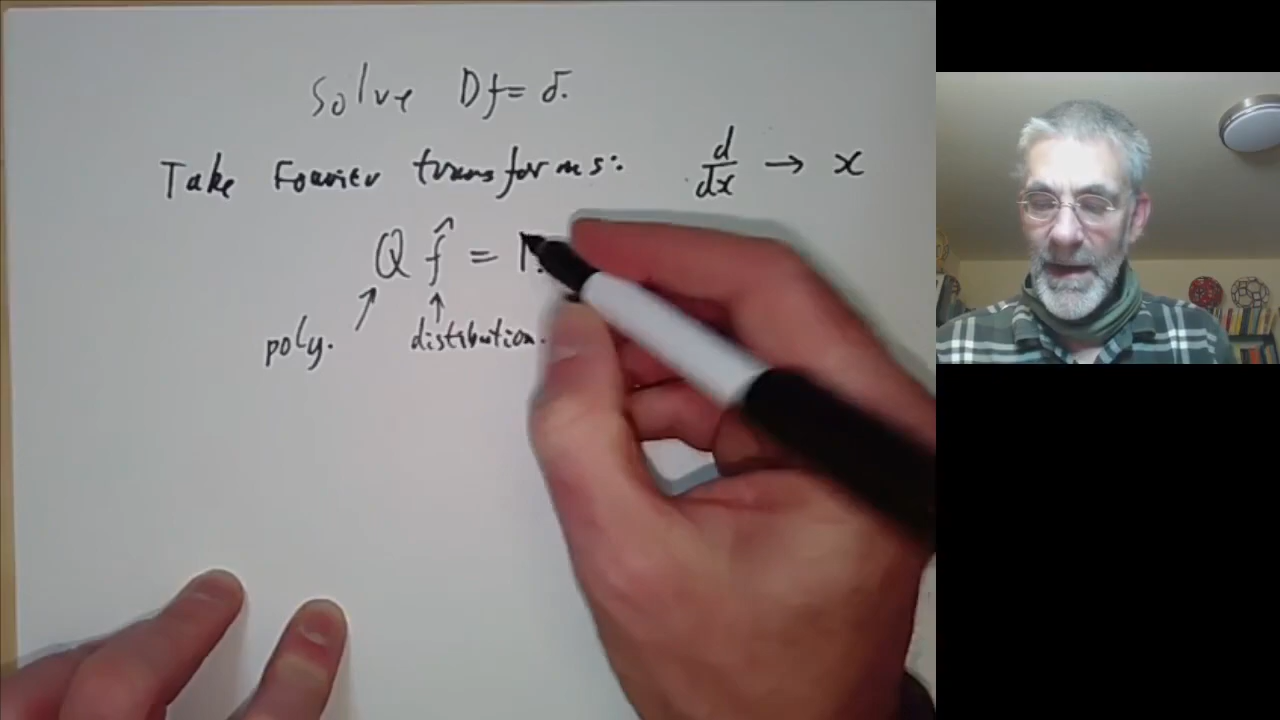 Solve Df = δ.
Take Fourier transforms: d/dx → x
Q f̂ = 1.
poly. distribution.